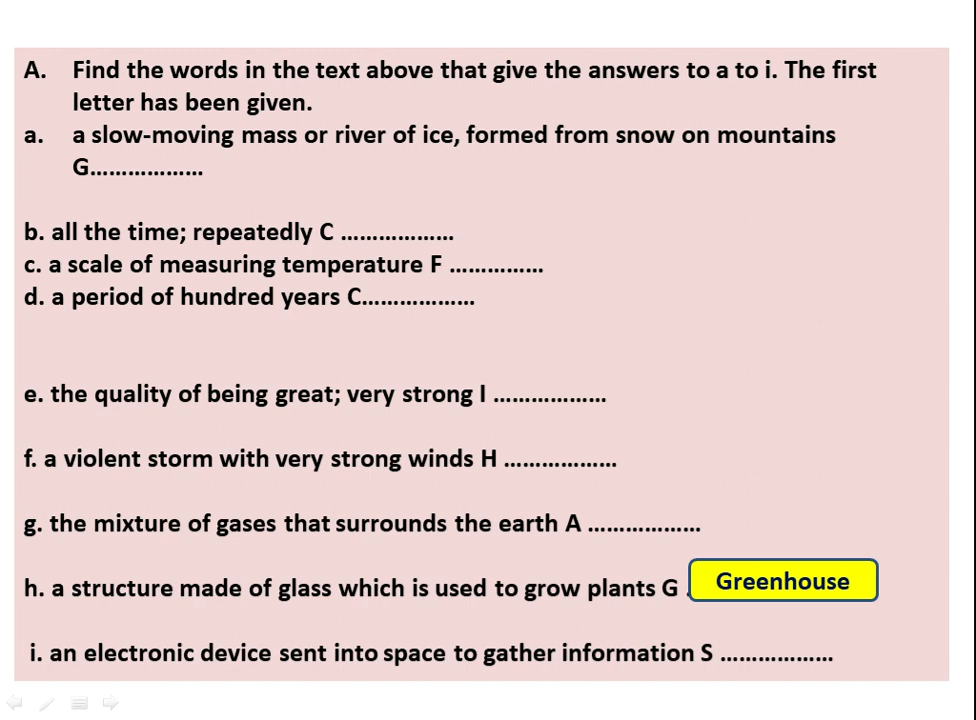 A. Find the words in the text above that give the answers to a to i. The first
letter has been given.
a. a slow-moving mass or river of ice, formed from snow on mountains
G..................
b. all the time; repeatedly C ..................
c. a scale of measuring temperature F ...............
d. a period of hundred years C..................
e. the quality of being great; very strong I ..................
f. a violent storm with very strong winds H ..................
g. the mixture of gases that surrounds the earth A ..................
h. a structure made of glass which is used to grow plants G . Greenhouse
i. an electronic device sent into space to gather information S ..................